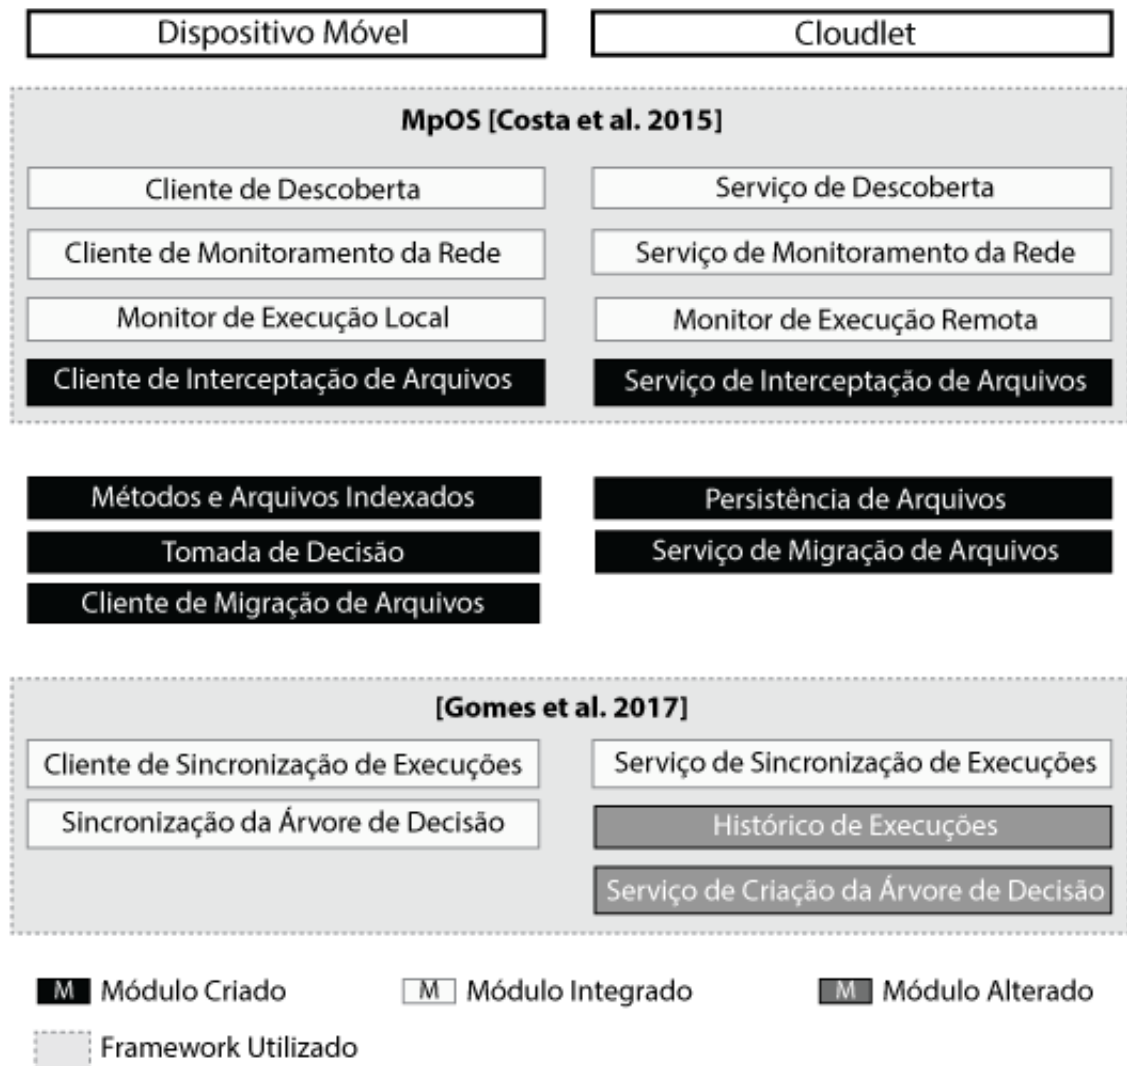 Dispositivo Móvel
Cloudlet
MpOS [Costa et al. 2015]
Cliente de Descoberta
Serviço de Descoberta
Cliente de Monitoramento da Rede
Serviço de Monitoramento da Rede
Monitor de Execução Local
Monitor de Execução Remota
Cliente de Interceptação de Arquivos
Serviço de Interceptação de Arquivos
Métodos e Arquivos Indexados
Persistência de Arquivos
Tomada de Decisão
Serviço de Migração de Arquivos
Cliente de Migração de Arquivos
[Gomes et al. 2017]
Cliente de Sincronização de Execuções
Serviço de Sincronização de Execuções
Sincronização da Árvore de Decisão
Histórico de Execuções
Serviço de Criação da Árvore de Decisão
M Módulo Criado
M Módulo Integrado
M Módulo Alterado
Framework Utilizado